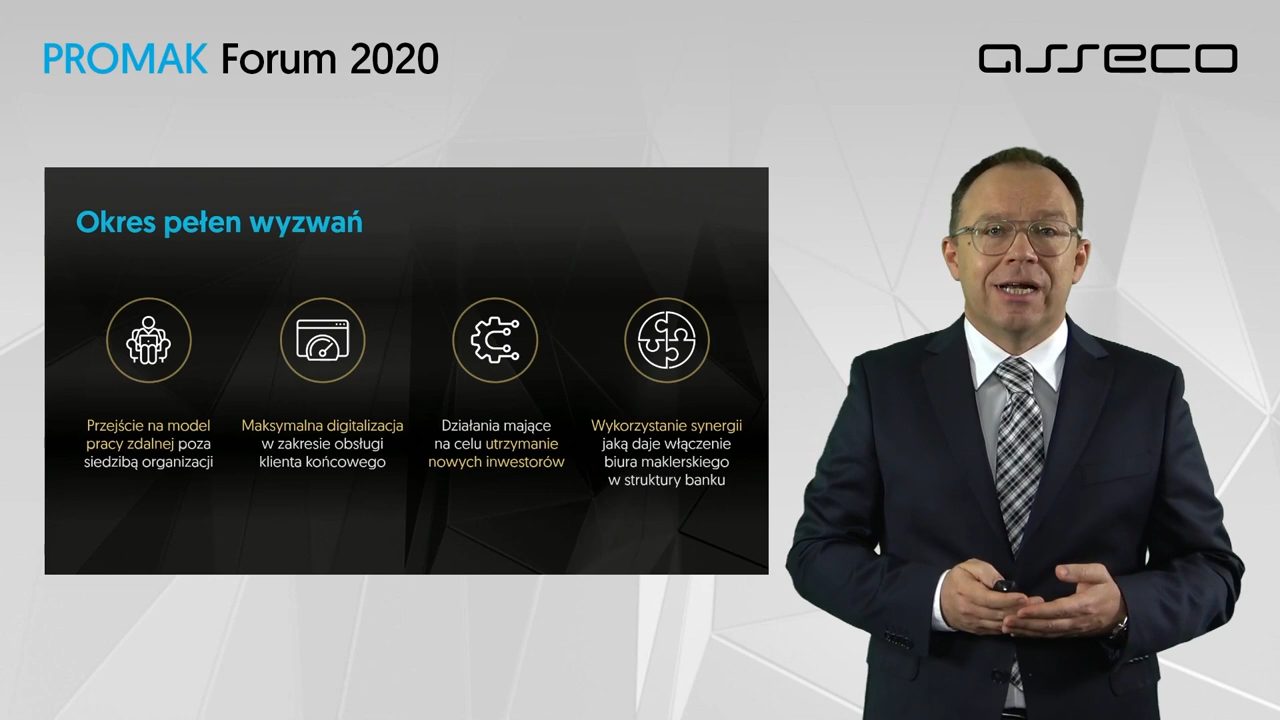 PROMAK Forum 2020
asseco
Okres pełen wyzwań
Przejście na model
pracy zdalnej poza
siedzibą organizacji
Maksymalna digitalizacja
w zakresie obsługi
klienta końcowego
Działania mające
na celu utrzymanie
nowych inwestorów
Wykorzystanie synergii
jaką daje włączenie
biura maklerskiego
w struktury banku